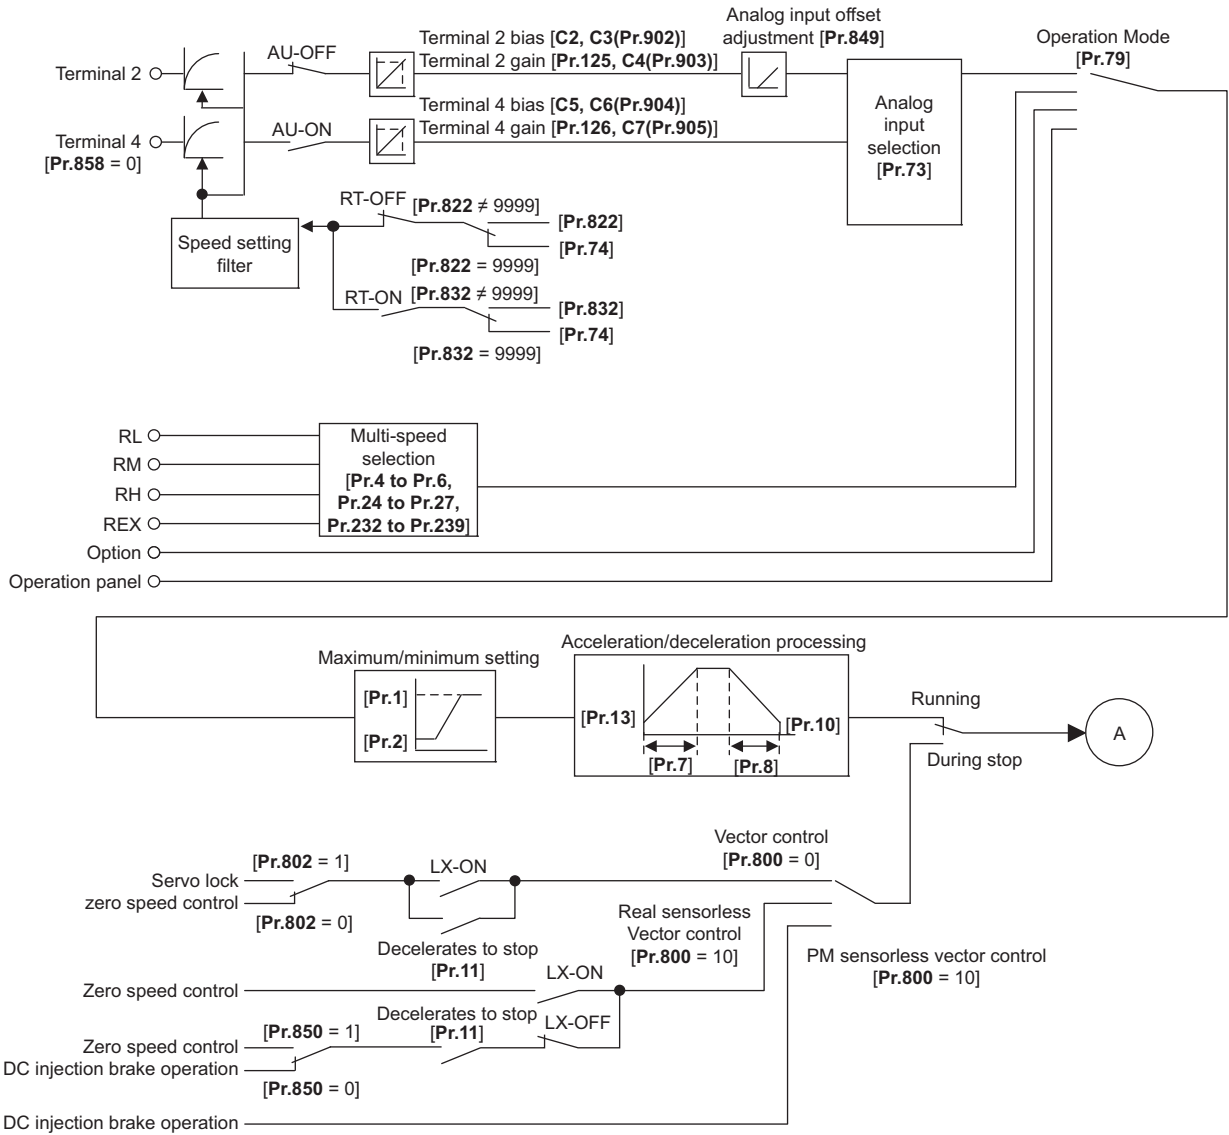 Analog input offset
adjustment [Pr.849]
Operation Mode
[Pr.79]
Terminal 2 bias [C2, C3(Pr.902)]
Terminal 2 gain [Pr.125, C4(Pr.903)]
AU-OFF
Terminal 2
Terminal 4 bias [C5, C6(Pr.904)]
Terminal 4 gain [Pr.126, C7(Pr.905)]
AU-ON
Terminal 4
[Pr.858 = 0]
Analog
input
selection
[Pr.73]
RT-OFF
[Pr.822 ≠ 9999]
[Pr.822]
[Pr.74]
[Pr.822 = 9999]
Speed setting
filter
RT-ON
[Pr.832 ≠ 9999]
[Pr.832]
[Pr.74]
[Pr.832 = 9999]
RL
RM
RH
REX
Option
Operation panel
Multi-speed
selection
[Pr.4 to Pr.6,
Pr.24 to Pr.27,
Pr.232 to Pr.239]
Maximum/minimum setting
[Pr.1]
[Pr.2]
Acceleration/deceleration processing
[Pr.13]
[Pr.10]
[Pr.7]
[Pr.8]
Running
During stop
A
Vector control
[Pr.800 = 0]
[Pr.802 = 1]
LX-ON
Servo lock
zero speed control
[Pr.802 = 0]
Decelerates to stop
[Pr.11]
Real sensorless
Vector control
[Pr.800 = 10]
PM sensorless vector control
[Pr.800 = 10]
LX-ON
Zero speed control
Decelerates to stop
[Pr.11]
LX-OFF
[Pr.850 = 1]
Zero speed control
DC injection brake operation
[Pr.850 = 0]
DC injection brake operation